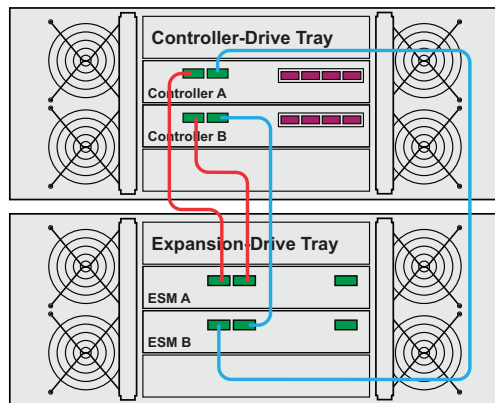 Controller-Drive Tray
Controller A
Controller B
Expansion-Drive Tray
ESM A
ESM B